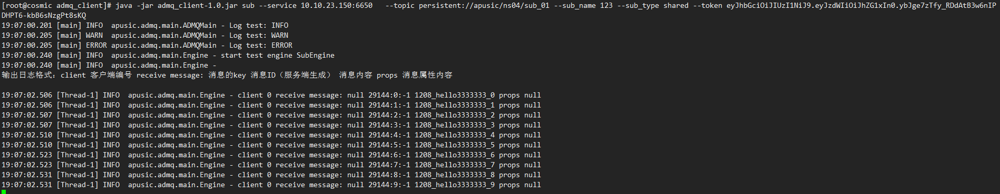 [root@cosmic admq_client]# java -jar admq_client-1.0.jar sub --service 10.10.23.150:6650   --topic persistent://apusic/ns04/sub_01 --sub_name 123 --sub_type shared --token eyJhbGciOiJIUzI1NiJ9.eyJzdWIiOiJhZG1xIn0.ybJge7zTfy_RDdAtB3w6nIP
DHPT6-kbB6sNzgPt8sKQ
19:07:00.201 [main] INFO  apusic.admq.main.ADMQMain - Log test: INFO
19:07:00.205 [main] WARN  apusic.admq.main.ADMQMain - Log test: WARN
19:07:00.205 [main] ERROR apusic.admq.main.ADMQMain - Log test: ERROR
19:07:00.240 [main] INFO  apusic.admq.main.Engine - start test engine SubEngine
19:07:00.240 [main] INFO  apusic.admq.main.Engine -
输出日志格式：client 客户端编号 receive message: 消息的key 消息ID（服务端生成） 消息内容 props 消息属性内容
19:07:02.506 [Thread-1] INFO  apusic.admq.main.Engine - client 0 receive message: null 29144:0:-1 1208_hello3333333_0 props null
19:07:02.506 [Thread-1] INFO  apusic.admq.main.Engine - client 0 receive message: null 29144:1:-1 1208_hello3333333_1 props null
19:07:02.507 [Thread-1] INFO  apusic.admq.main.Engine - client 0 receive message: null 29144:2:-1 1208_hello3333333_2 props null
19:07:02.507 [Thread-1] INFO  apusic.admq.main.Engine - client 0 receive message: null 29144:3:-1 1208_hello3333333_3 props null
19:07:02.510 [Thread-1] INFO  apusic.admq.main.Engine - client 0 receive message: null 29144:4:-1 1208_hello3333333_4 props null
19:07:02.510 [Thread-1] INFO  apusic.admq.main.Engine - client 0 receive message: null 29144:5:-1 1208_hello3333333_5 props null
19:07:02.523 [Thread-1] INFO  apusic.admq.main.Engine - client 0 receive message: null 29144:6:-1 1208_hello3333333_6 props null
19:07:02.523 [Thread-1] INFO  apusic.admq.main.Engine - client 0 receive message: null 29144:7:-1 1208_hello3333333_7 props null
19:07:02.531 [Thread-1] INFO  apusic.admq.main.Engine - client 0 receive message: null 29144:8:-1 1208_hello3333333_8 props null
19:07:02.531 [Thread-1] INFO  apusic.admq.main.Engine - client 0 receive message: null 29144:9:-1 1208_hello3333333_9 props null